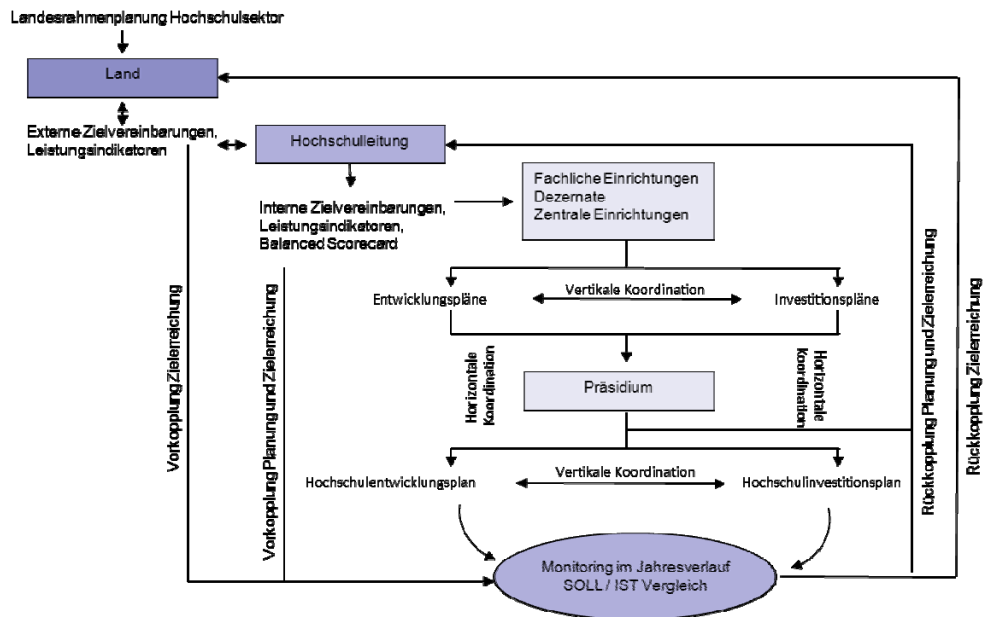 Landesrahmenplanung Hochschulsektor
Land
Externe Zielvereinbarungen,
Leistungsindikatoren
Hochschulleitung
Interne Zielvereinbarungen,
Leistungsindikatoren,
Balanced Scorecard
Fachliche Einrichtungen
Dezernate
Zentrale Einrichtungen
Entwicklungspläne
Vertikale Koordination
Investitionspläne
Horizontale
Koordination
Präsidium
Horizontale
Koordination
Hochschulentwicklungsplan
Vertikale Koordination
Hochschulinvestitionsplan
Monitoring im Jahresverlauf
SOLL / IST Vergleich
Vorkopplung Zielerreichung
Vorkopplung Planung und Zielerreichung
Rückkopplung Planung und Zielerreichung
Rückkopplung Zielerreichung